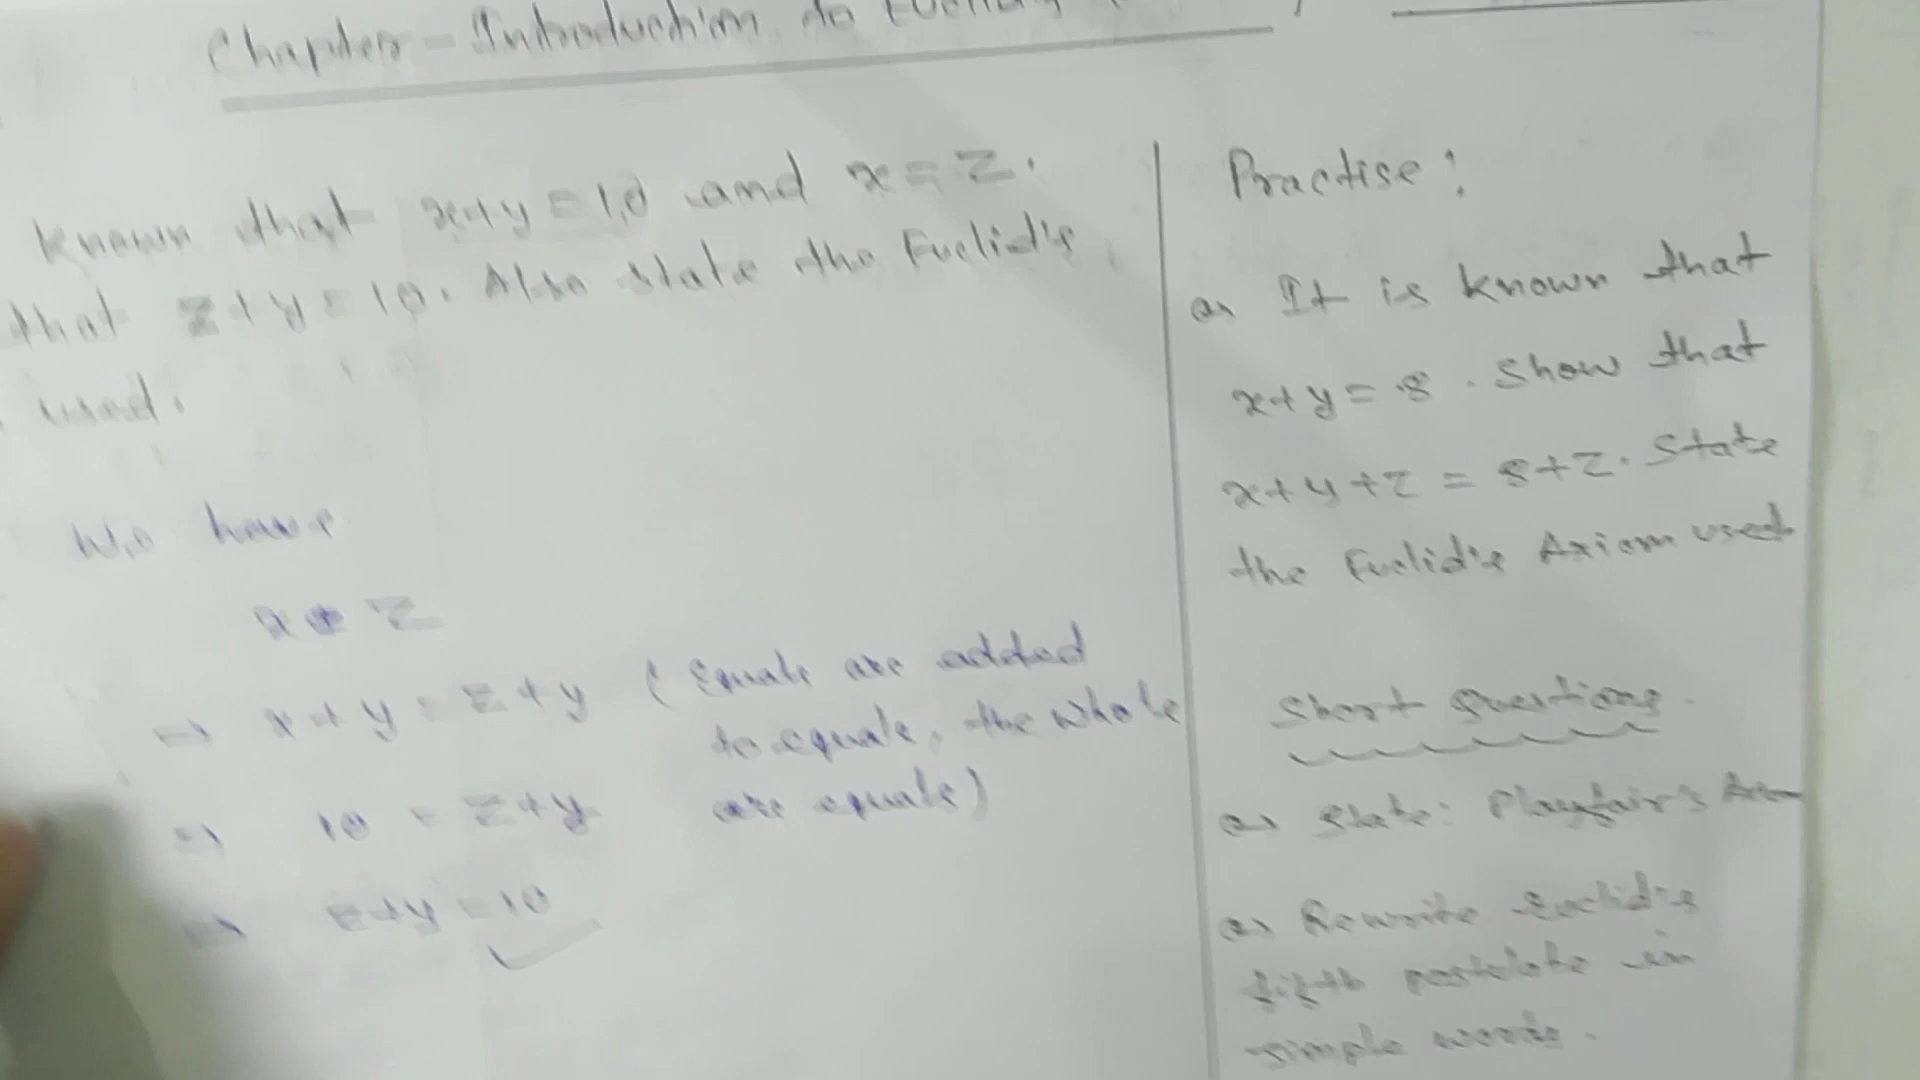 Chapter - Introduction to
Known that x+y=10 and x=z.
that z+y=10. Also state the Euclid's
used.
We have
x = z
⇒ x+y = z+y (Equals are added
to equals, the whole
are equals)
⇒ 10 = z+y
⇒ z+y=10
Practise:
Q) It is known that
x+y=8. Show that
x+y+z = 8+z. State
the Euclid's Axiom used
Short Questions.
Q) State: Playfair's Axiom
Q) Rewrite Euclid's
fifth postulate in
simple words.